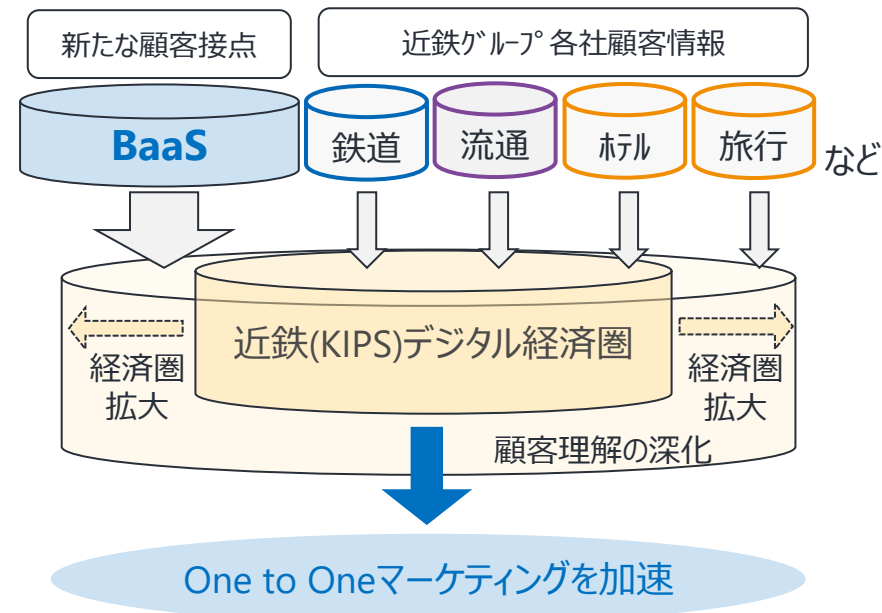 新たな顧客接点
近鉄ｸﾞﾙｰﾌﾟ各社顧客情報
BaaS
鉄道
流通
ﾎﾃﾙ
旅行
など
近鉄(KIPS)デジタル経済圏
経済圏
拡大
経済圏
拡大
顧客理解の深化
One to Oneマーケティングを加速